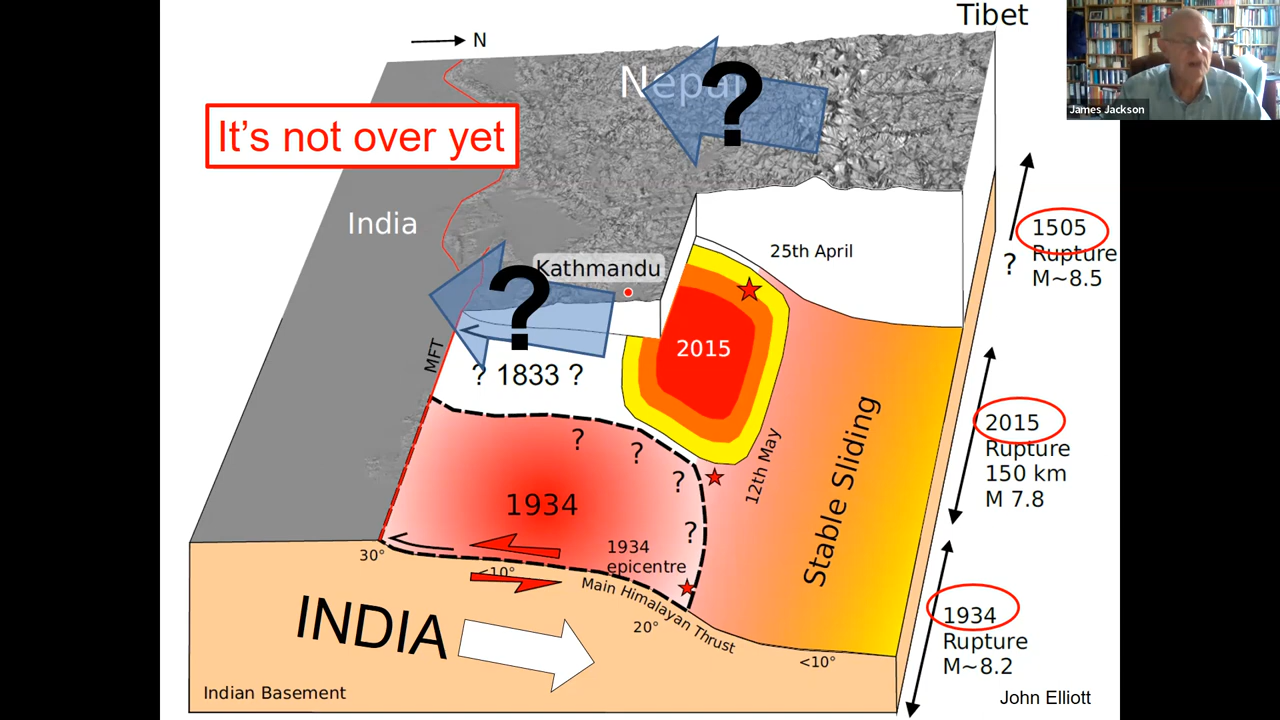 Tibet
N
James Jackson
Nepal
?
It's not over yet
India
25th April
1505
Rupture
M~8.5
?
Kathmandu
?
2015
MFT
? 1833 ?
Stable Sliding
2015
Rupture
150 km
M 7.8
?
?
?
?
12th May
1934
1934
epicentre
30°
<10°
Main Himalayan Thrust
20°
<10°
1934
Rupture
M~8.2
INDIA
Indian Basement
John Elliott